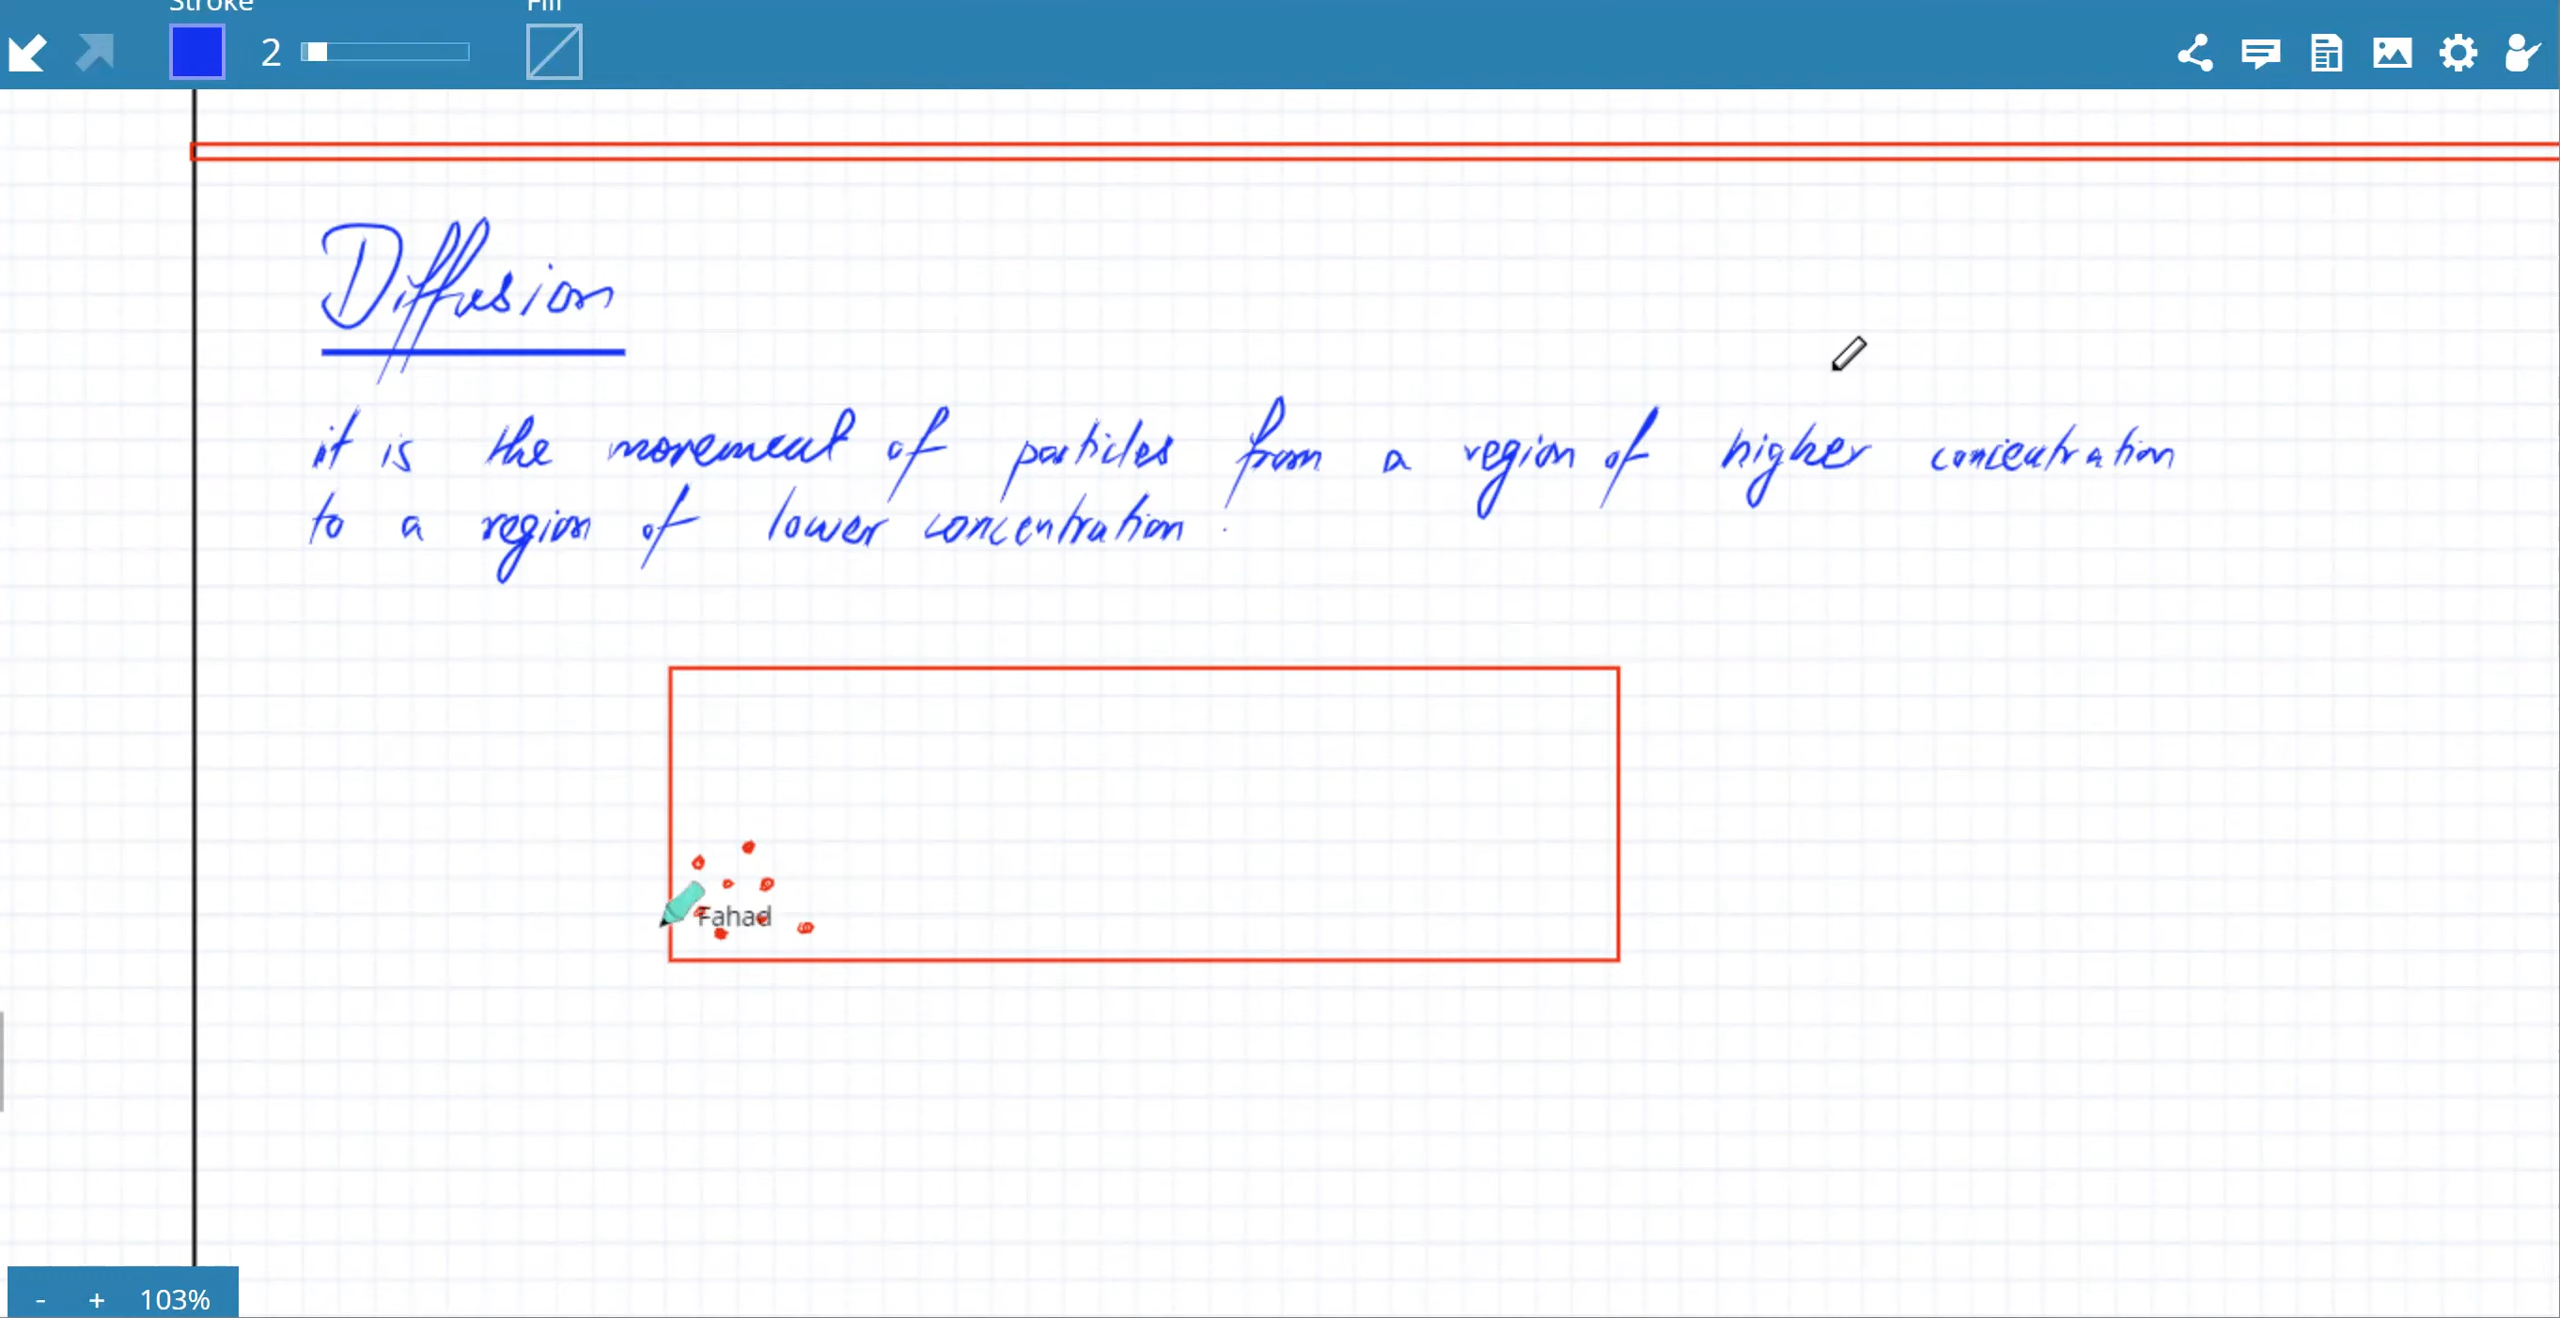 Stroke
Fill
2
Diffusion
it is the movement of particles from a region of higher concentration
to a region of lower concentration.
Fahad
- + 103%